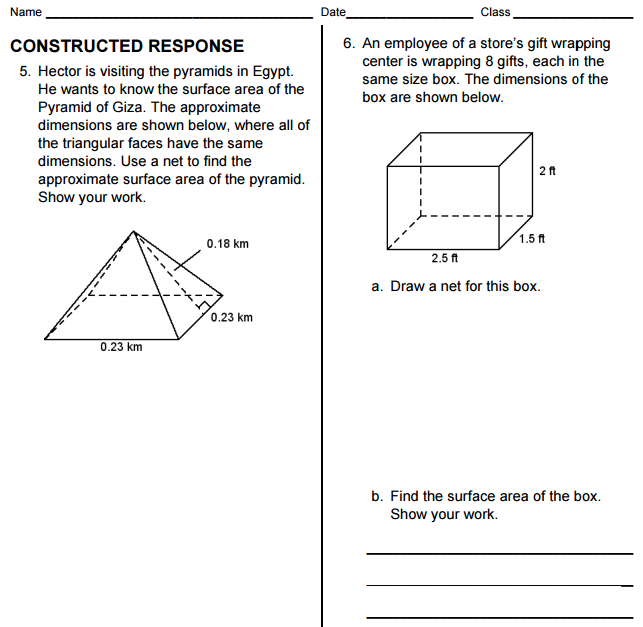 Name Date Class
CONSTRUCTED RESPONSE
5. Hector is visiting the pyramids in Egypt.
He wants to know the surface area of the
Pyramid of Giza. The approximate
dimensions are shown below, where all of
the triangular faces have the same
dimensions. Use a net to find the
approximate surface area of the pyramid.
Show your work.
0.18 km
0.23 km
0.23 km
6. An employee of a store's gift wrapping
center is wrapping 8 gifts, each in the
same size box. The dimensions of the
box are shown below.
2 ft
1.5 ft
2.5 ft
a. Draw a net for this box.
b. Find the surface area of the box.
Show your work.